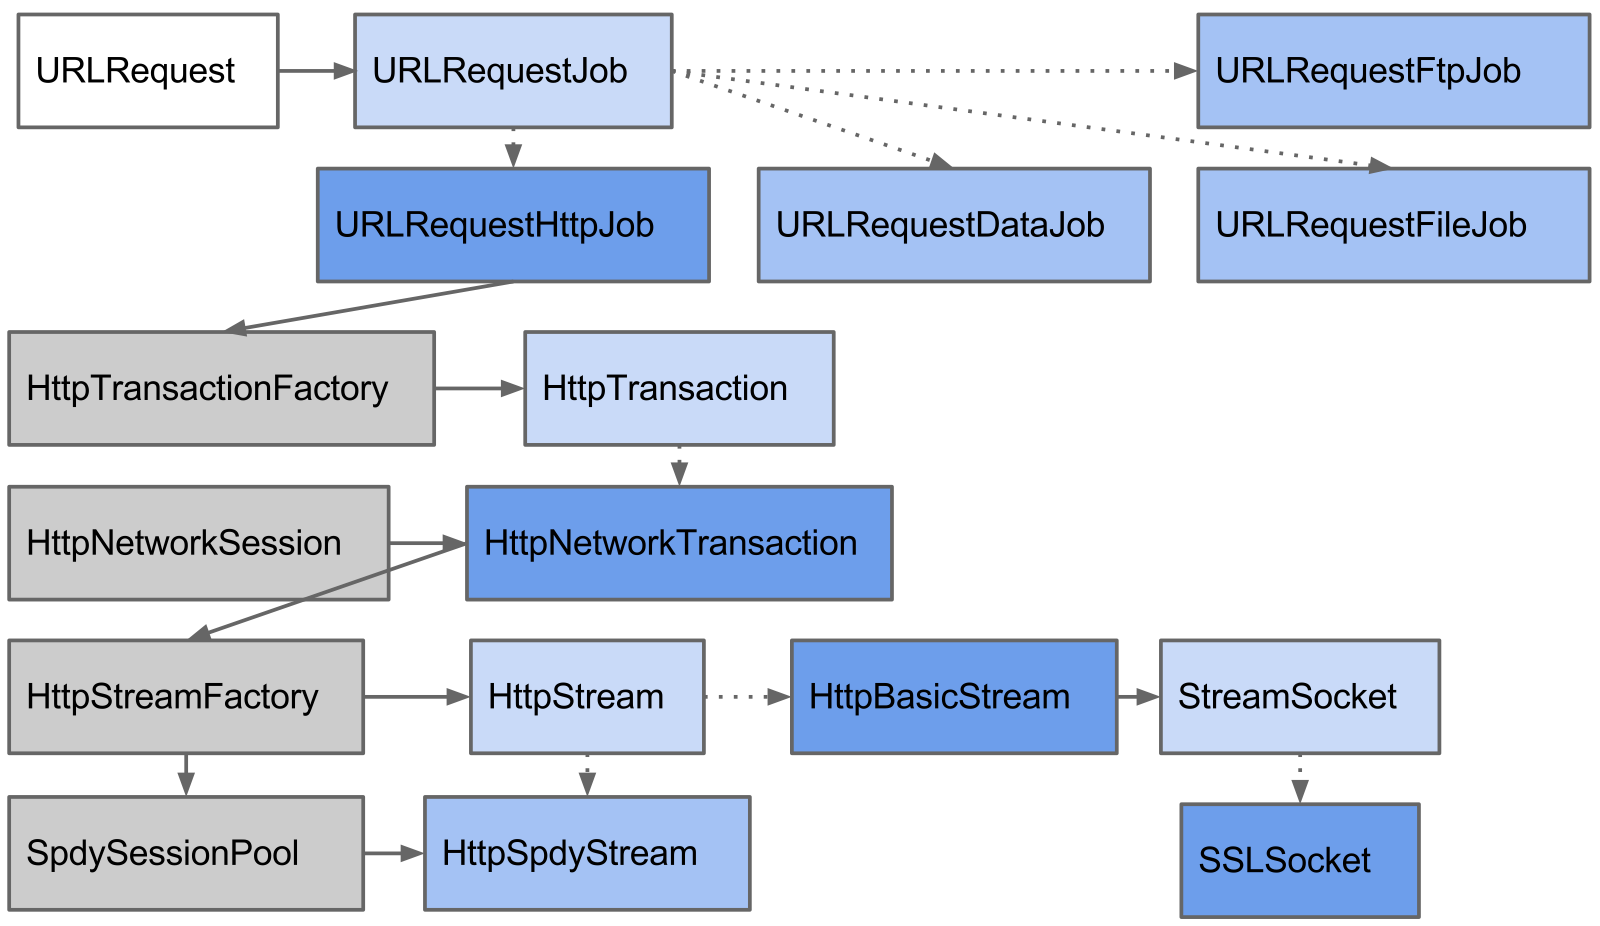 URLRequest
URLRequestJob
URLRequestFtpJob
URLRequestHttpJob
URLRequestDataJob
URLRequestFileJob
HttpTransactionFactory
HttpTransaction
HttpNetworkSession
HttpNetworkTransaction
HttpStreamFactory
HttpStream
HttpBasicStream
StreamSocket
SpdySessionPool
HttpSpdyStream
SSLSocket